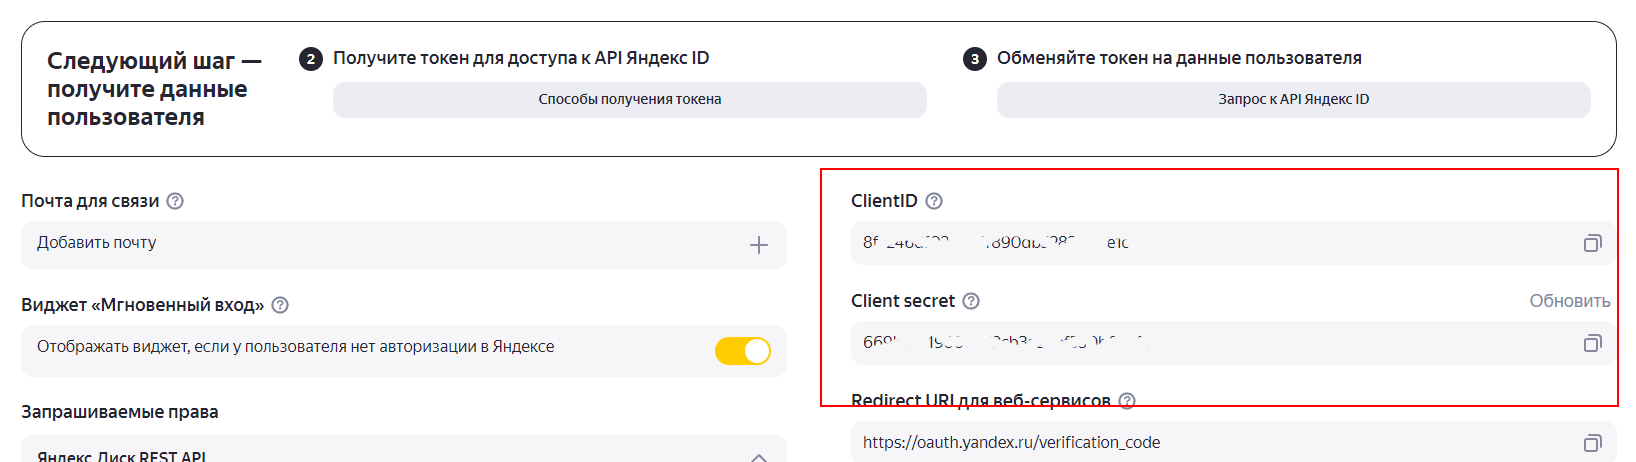 Следующий шаг —
получите данные
пользователя
2 Получите токен для доступа к API Яндекс ID
Способы получения токена
3 Обменяйте токен на данные пользователя
Запрос к API Яндекс ID
Почта для связи ?
Добавить почту
Виджет «Мгновенный вход» ?
Отображать виджет, если у пользователя нет авторизации в Яндексе
Запрашиваемые права
Яндекс.Диск REST API
ClientID ?
Client secret ?
Обновить
Redirect URI для веб-сервисов ?
https://oauth.yandex.ru/verification_code